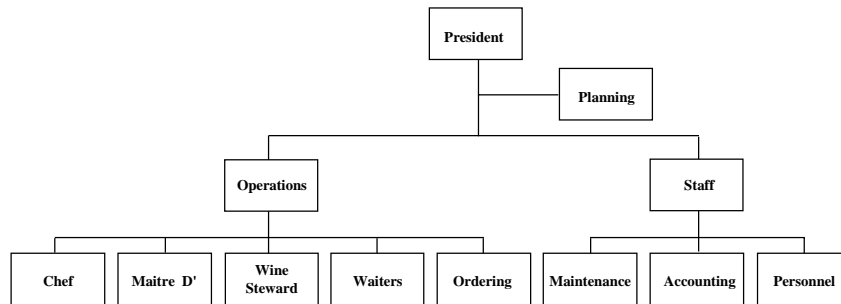 President
Planning
Operations
Staff
Chef
Maitre D'
Wine
Steward
Waiters
Ordering
Maintenance
Accounting
Personnel